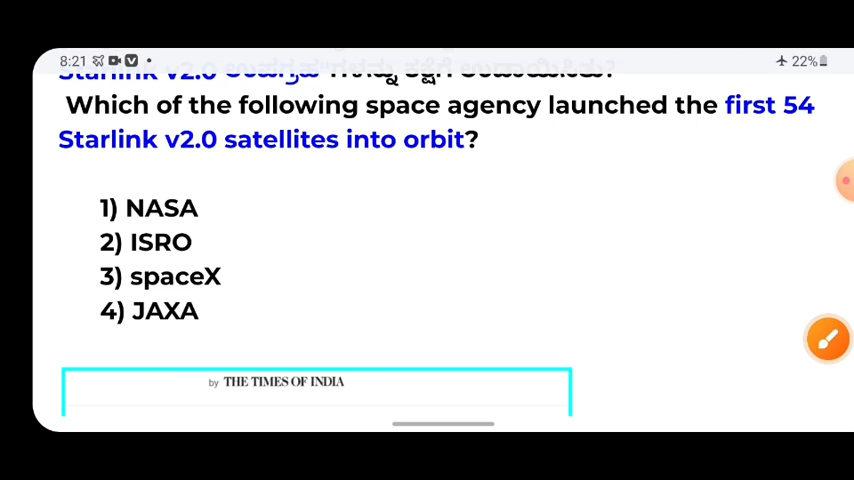 8:21
22%
Starlink v2.0 ಉಪಗ್ರಹ"ಗಳನ್ನು ಕಕ್ಷೆಗೆ ಉಡಾಯಿಸಿತು?
Which of the following space agency launched the first 54
Starlink v2.0 satellites into orbit?
1) NASA
2) ISRO
3) spaceX
4) JAXA
by THE TIMES OF INDIA